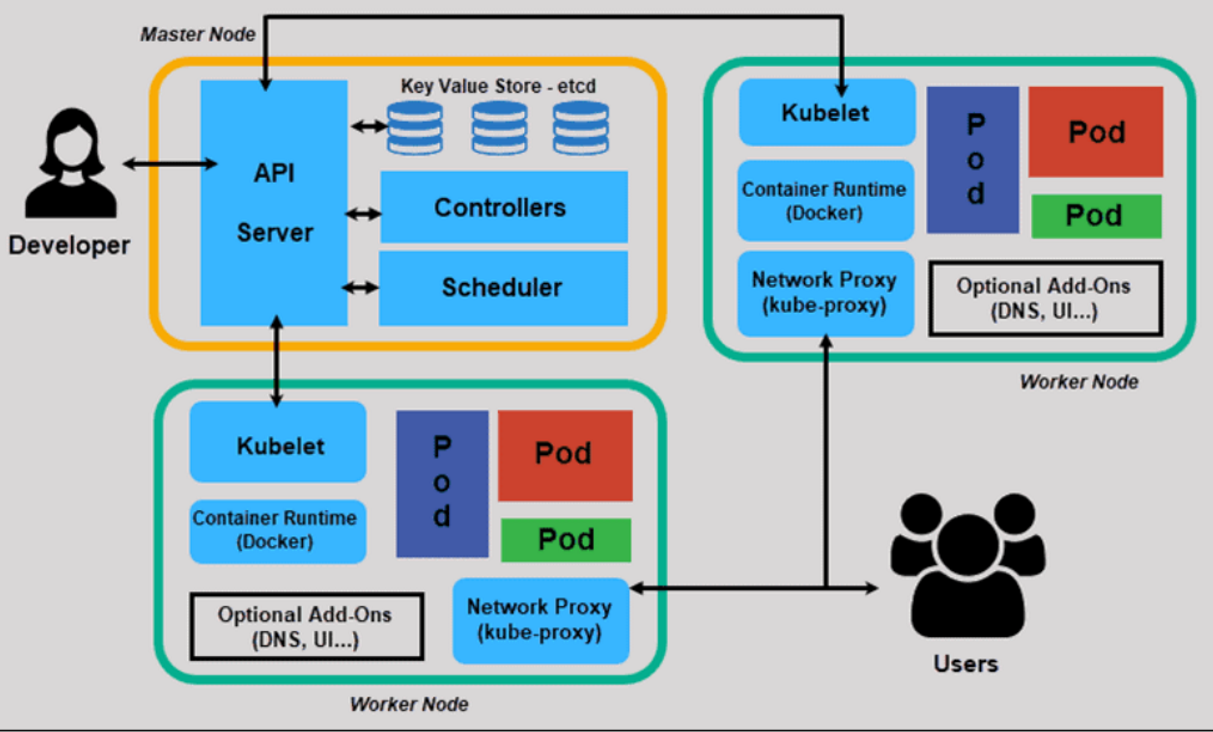 Master Node
Key Value Store - etcd
API
Server
Controllers
Scheduler
Developer
Kubelet
Container Runtime
(Docker)
Network Proxy
(kube-proxy)
P
o
d
Pod
Pod
Optional Add-Ons
(DNS, UI...)
Worker Node
Kubelet
Container Runtime
(Docker)
P
o
d
Pod
Pod
Optional Add-Ons
(DNS, UI...)
Network Proxy
(kube-proxy)
Worker Node
Users